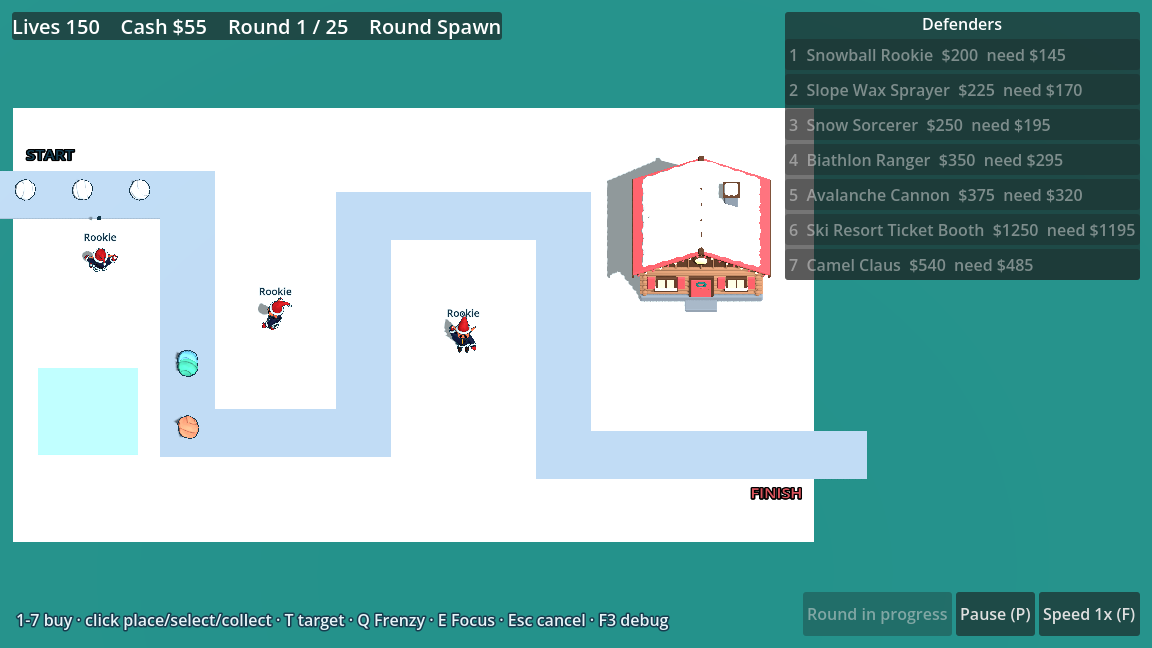 Lives 150 Cash $55 Round 1 / 25 Round Spawn
Defenders
1 Snowball Rookie $200 need $145
2 Slope Wax Sprayer $225 need $170
3 Snow Sorcerer $250 need $195
4 Biathlon Ranger $350 need $295
5 Avalanche Cannon $375 need $320
6 Ski Resort Ticket Booth $1250 need $1195
7 Camel Claus $540 need $485
START
Rookie
Rookie
Rookie
FINISH
1-7 buy · click place/select/collect · T target · Q Frenzy · E Focus · Esc cancel · F3 debug
Round in progress
Pause (P)
Speed 1x (F)